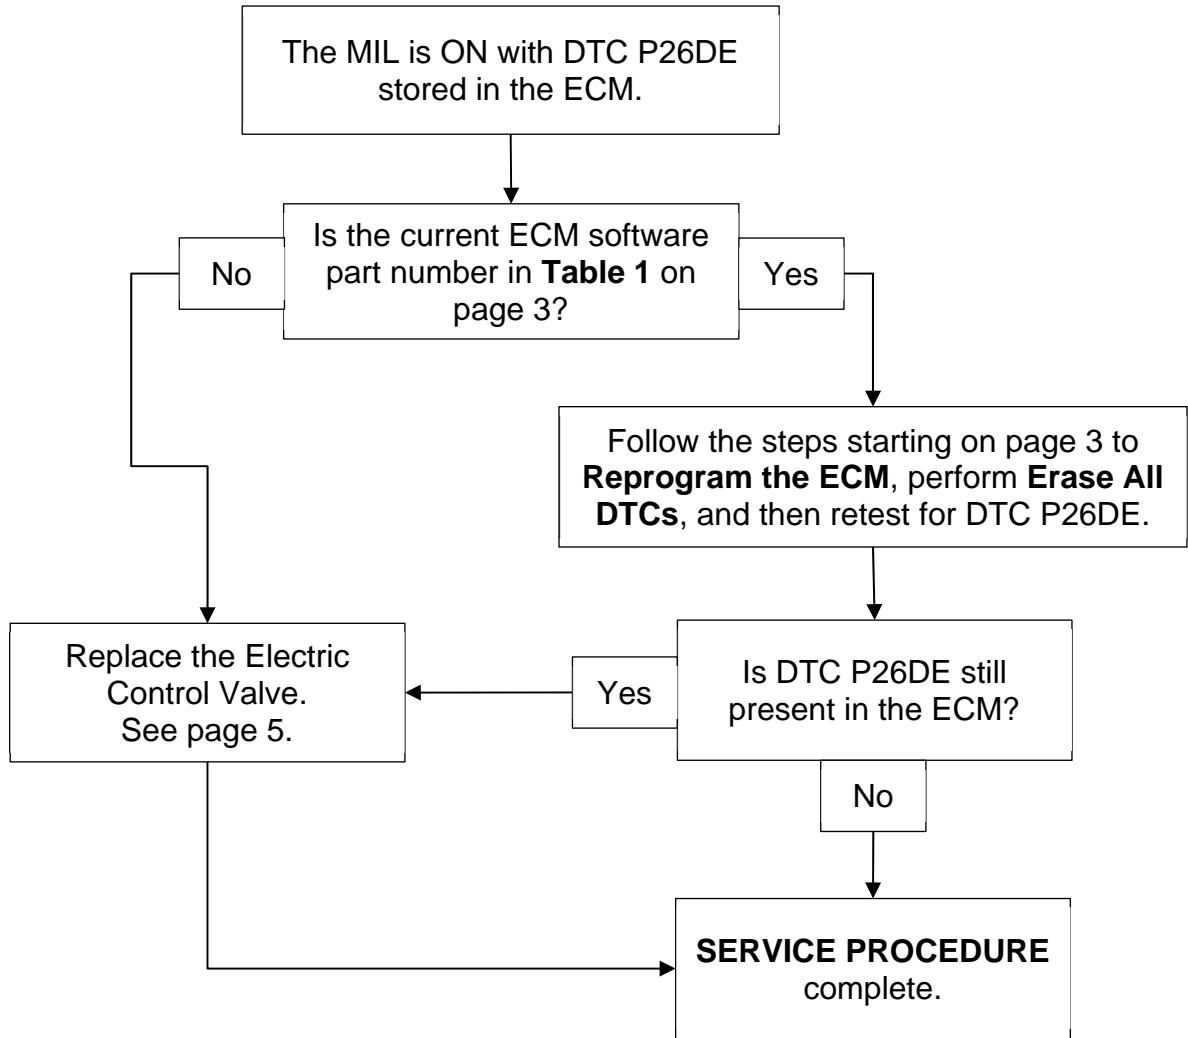 The MIL is ON with DTC P26DE
stored in the ECM.
Is the current ECM software
part number in Table 1 on
page 3?
No
Yes
Follow the steps starting on page 3 to
Reprogram the ECM, perform Erase All
DTCs, and then retest for DTC P26DE.
Replace the Electric
Control Valve.
See page 5.
Yes
Is DTC P26DE still
present in the ECM?
No
SERVICE PROCEDURE
complete.